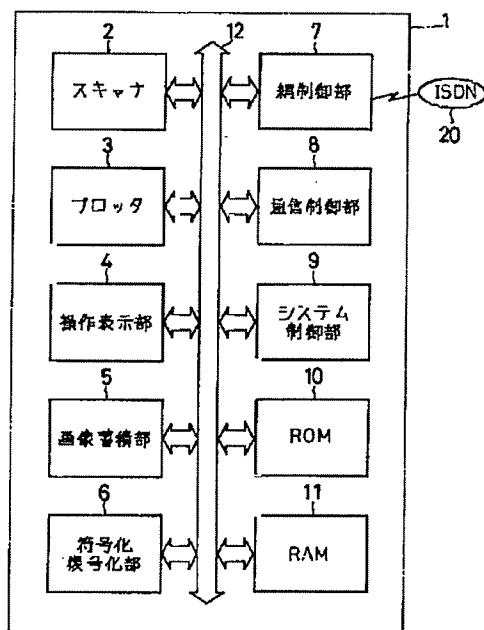 1
2
スキャナ
12
7
網制御部
ISDN
20
3
プロッタ
8
通信制御部
4
操作表示部
9
システム
制御部
5
画像蓄積部
10
ROM
6
符号化
復号化部
11
RAM